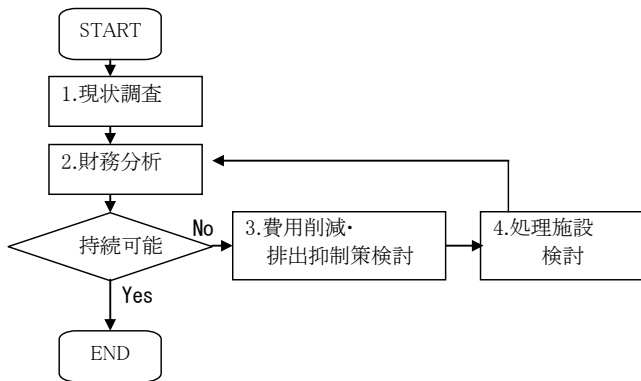 START
1.現状調査
2.財務分析
持続可能
No
3.費用削減・
排出抑制策検討
4.処理施設
検討
Yes
END